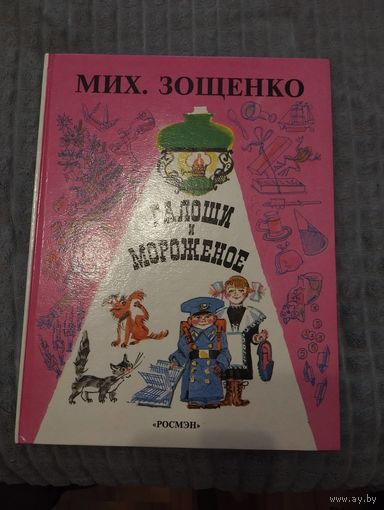 МИХ. ЗОЩЕНКО
ГАЛОШИ
И
МОРОЖЕНОЕ
«РОСМЭН»
www.ay.by